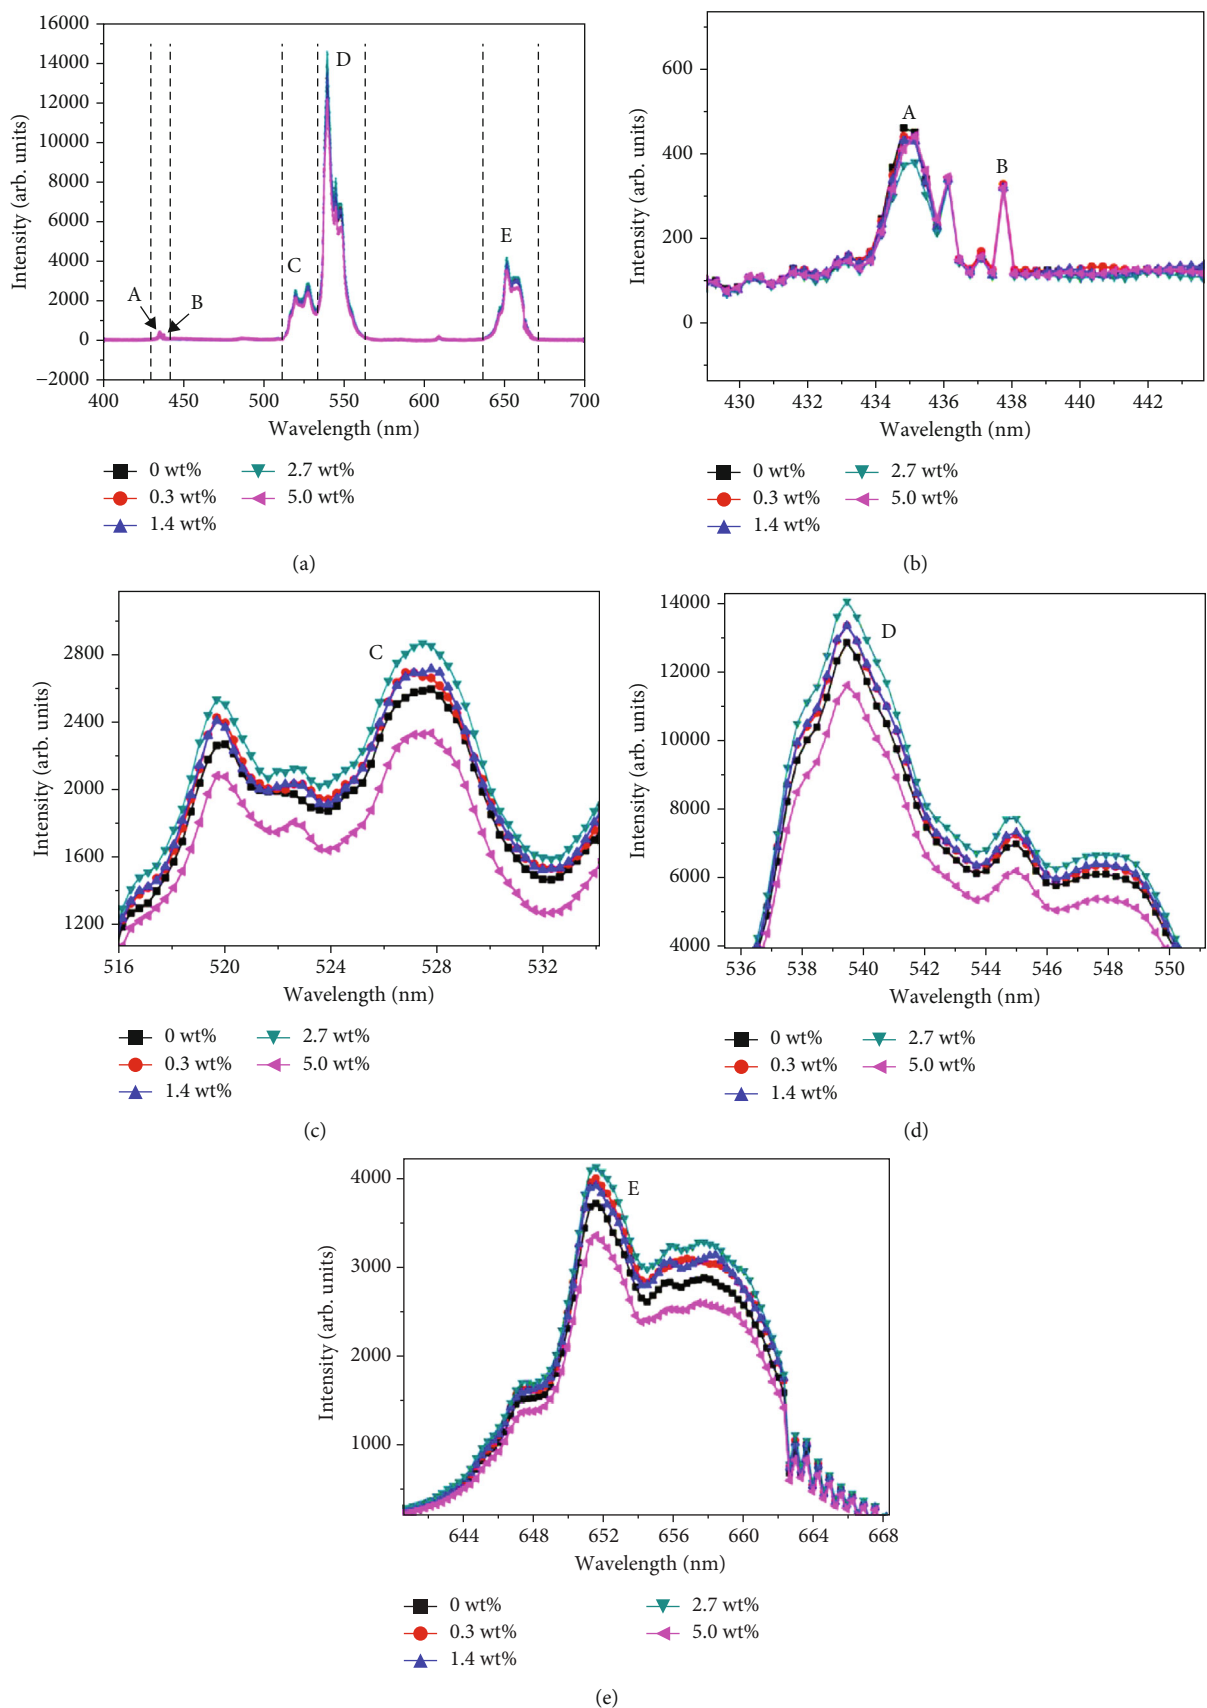 16000
14000
12000
10000
8000
6000
4000
2000
0
−2000
Intensity (arb. units)
A
B
C
D
E
400 450 500 550 600 650 700
Wavelength (nm)
0 wt% 2.7 wt%
0.3 wt% 5.0 wt%
1.4 wt%
(a)
600
400
200
0
Intensity (arb. units)
A
B
430 432 434 436 438 440 442
Wavelength (nm)
0 wt% 2.7 wt%
0.3 wt% 5.0 wt%
1.4 wt%
(b)
2800
2400
2000
1600
1200
Intensity (arb. units)
C
516 520 524 528 532
Wavelength (nm)
0 wt% 2.7 wt%
0.3 wt% 5.0 wt%
1.4 wt%
(c)
14000
12000
10000
8000
6000
4000
Intensity (arb. units)
D
536 538 540 542 544 546 548 550
Wavelength (nm)
0 wt% 2.7 wt%
0.3 wt% 5.0 wt%
1.4 wt%
(d)
4000
3000
2000
1000
Intensity (arb. units)
E
644 648 652 656 660 664 668
Wavelength (nm)
0 wt% 2.7 wt%
0.3 wt% 5.0 wt%
1.4 wt%
(e)